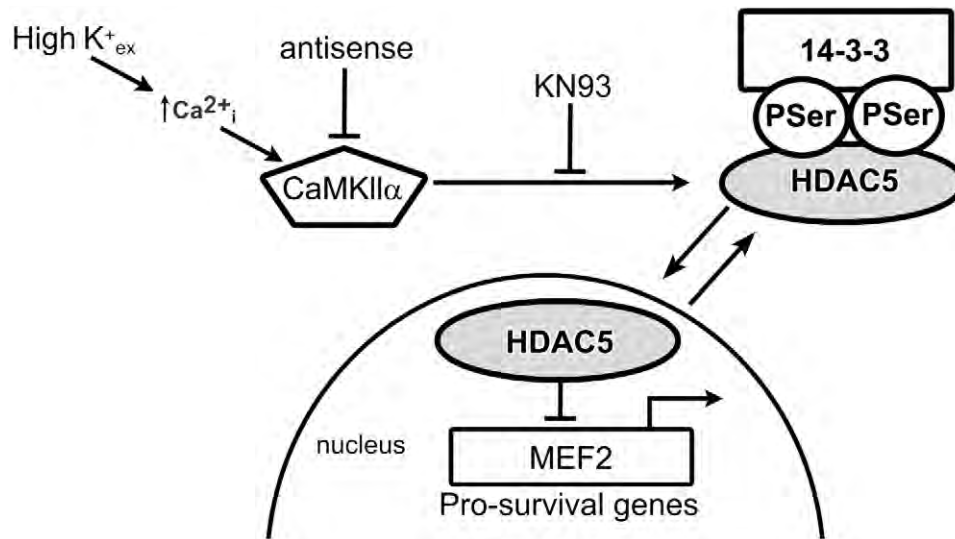 High K⁺ex
↑Ca²⁺i
antisense
CaMKIIα
KN93
14-3-3
PSer PSer
HDAC5
HDAC5
nucleus
MEF2
Pro-survival genes